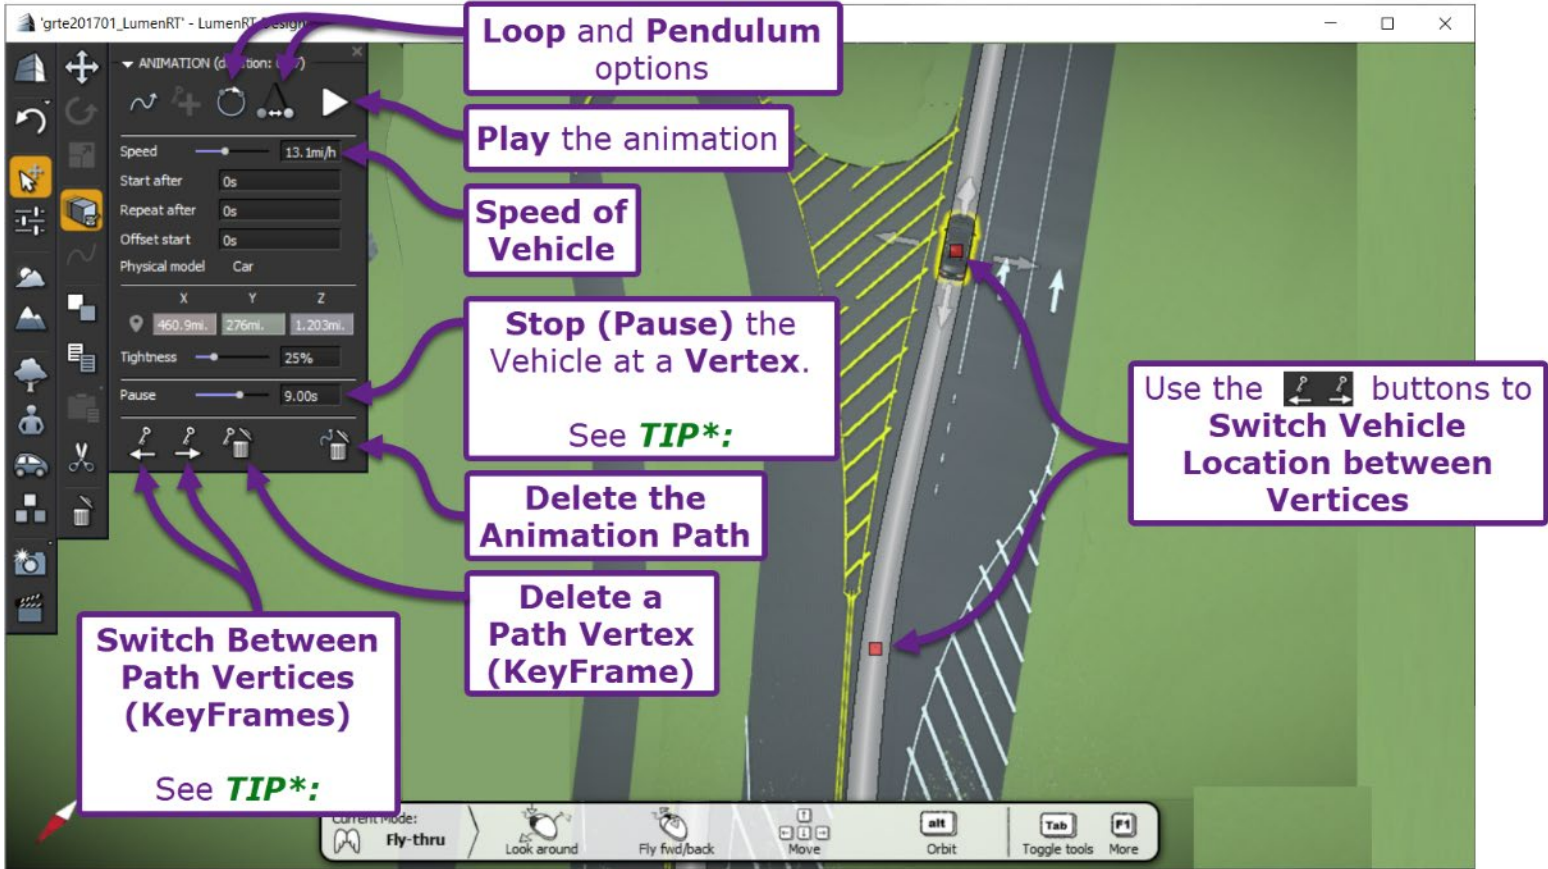 'grte201701_LumenRT' - LumenRT Design
ANIMATION (duration:
Speed 13.1mi/h
Start after 0s
Repeat after 0s
Offset start 0s
Physical model Car
X Y Z
460.9mi. 276mi. 1.203mi.
Tightness 25%
Pause 9.00s
Loop and Pendulum
options
Play the animation
Speed of
Vehicle
Stop (Pause) the
Vehicle at a Vertex.
See TIP*:
Delete the
Animation Path
Delete a
Path Vertex
(KeyFrame)
Switch Between
Path Vertices
(KeyFrames)
See TIP*:
Use the buttons to
Switch Vehicle
Location between
Vertices
Current Mode:
Fly-thru
Look around
Fly fwd/back
Move
alt
Orbit
Tab
Toggle tools
F1
More